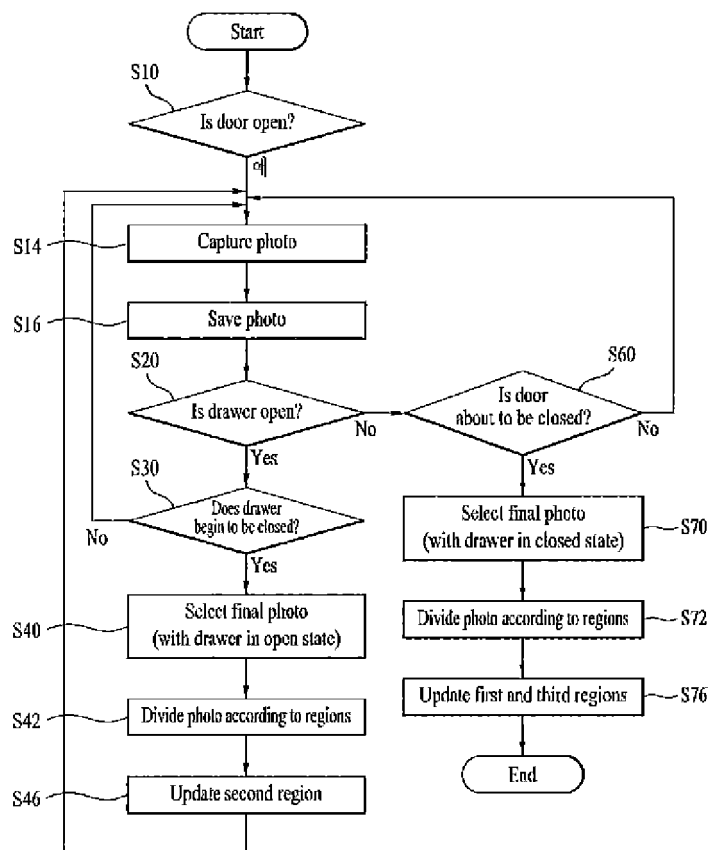 Start
S10
Is door open?
예
S14
Capture photo
S16
Save photo
S20
Is drawer open?
No
S60
Is door
about to be closed?
No
Yes
S30
Does drawer
begin to be closed?
No
Yes
Yes
Select final photo
(with drawer in closed state)
S70
S40
Select final photo
(with drawer in open state)
Divide photo according to regions
S72
S42
Divide photo according to regions
Update first and third regions
S76
S46
Update second region
End